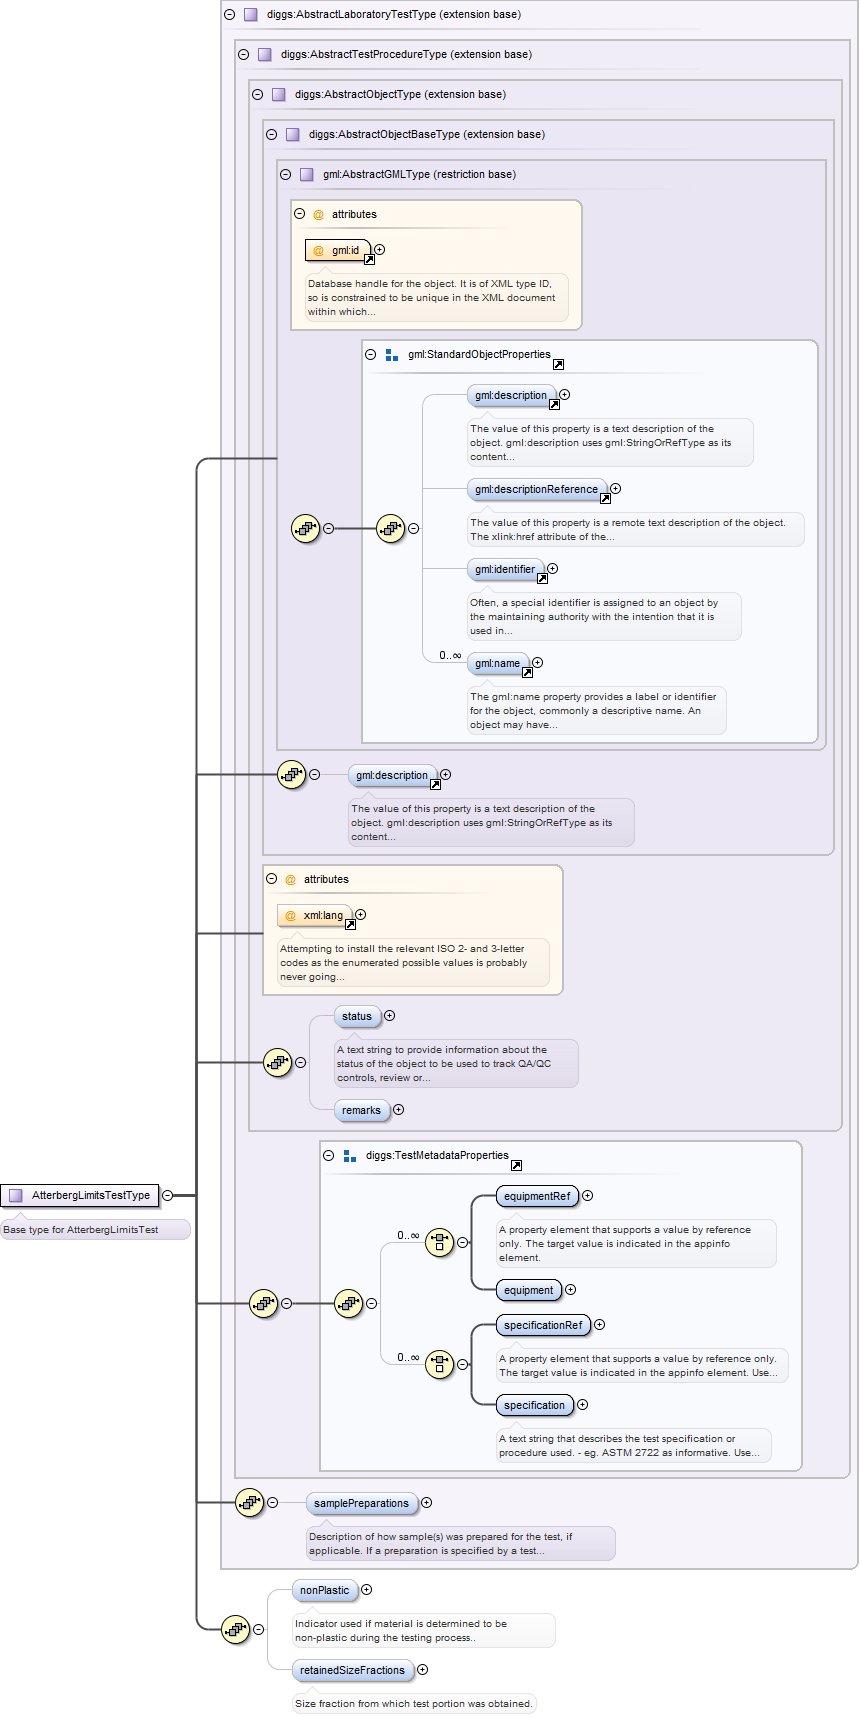 diggs:AbstractLaboratoryTestType (extension base)
diggs:AbstractTestProcedureType (extension base)
diggs:AbstractObjectType (extension base)
diggs:AbstractObjectBaseType (extension base)
gml:AbstractGMLType (restriction base)
@ attributes
@ gml:id
Database handle for the object. It is of XML type ID,
so is constrained to be unique in the XML document
within which...
gml:StandardObjectProperties
gml:description
The value of this property is a text description of the
object. gml:description uses gml:StringOrRefType as its
content...
gml:descriptionReference
The value of this property is a remote text description of the object.
The xlink:href attribute of the...
gml:identifier
Often, a special identifier is assigned to an object by
the maintaining authority with the intention that it is
used in...
0..∞
gml:name
The gml:name property provides a label or identifier
for the object, commonly a descriptive name. An
object may have...
gml:description
The value of this property is a text description of the
object. gml:description uses gml:StringOrRefType as its
content...
@ attributes
@ xml:lang
Attempting to install the relevant ISO 2- and 3-letter
codes as the enumerated possible values is probably
never going...
status
A text string to provide information about the
status of the object to be used to track QA/QC
controls, review or...
remarks
diggs:TestMetadataProperties
AtterbergLimitsTestType
Base type for AtterbergLimitsTest
equipmentRef
0..∞
A property element that supports a value by reference
only. The target value is indicated in the appinfo
element.
equipment
specificationRef
0..∞
A property element that supports a value by reference only.
The target value is indicated in the appinfo element. Use...
specification
A text string that describes the test specification or
procedure used. - eg. ASTM 2722 as informative. Use...
samplePreparations
Description of how sample(s) was prepared for the test, if
applicable. If a preparation is specified by a test...
nonPlastic
Indicator used if material is determined to be
non-plastic during the testing process..
retainedSizeFractions
Size fraction from which test portion was obtained.